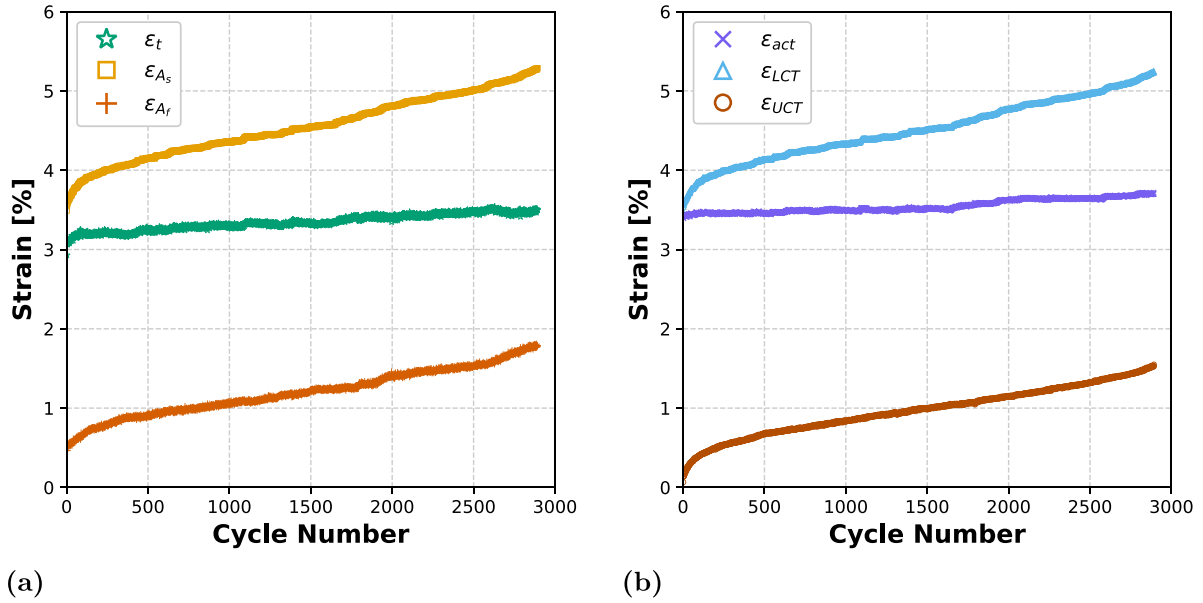 6
5
4
3
2
1
0
Strain [%]
ε_t
ε_{A_s}
ε_{A_f}
0 500 1000 1500 2000 2500 3000
Cycle Number
(a)
6
5
4
3
2
1
0
Strain [%]
ε_{act}
ε_{LCT}
ε_{UCT}
0 500 1000 1500 2000 2500 3000
Cycle Number
(b)